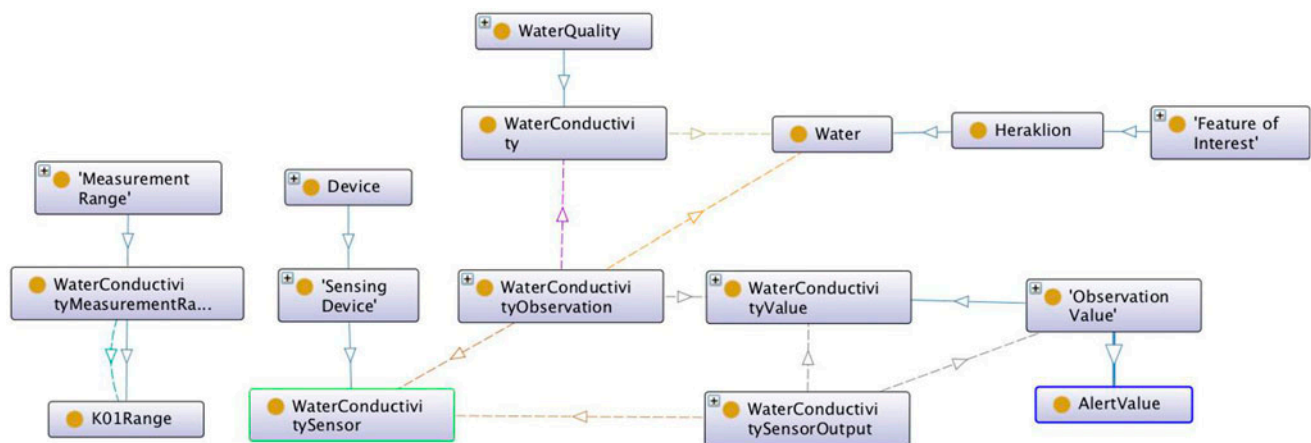 WaterQuality
WaterConductivi
ty
Water
Heraklion
'Feature of
Interest'
'Measurement
Range'
Device
WaterConductivi
tyMeasurementRa...
'Sensing
Device'
WaterConductivi
tyObservation
WaterConductivi
tyValue
'Observation
Value'
K01Range
WaterConductivi
tySensor
WaterConductivi
tySensorOutput
AlertValue